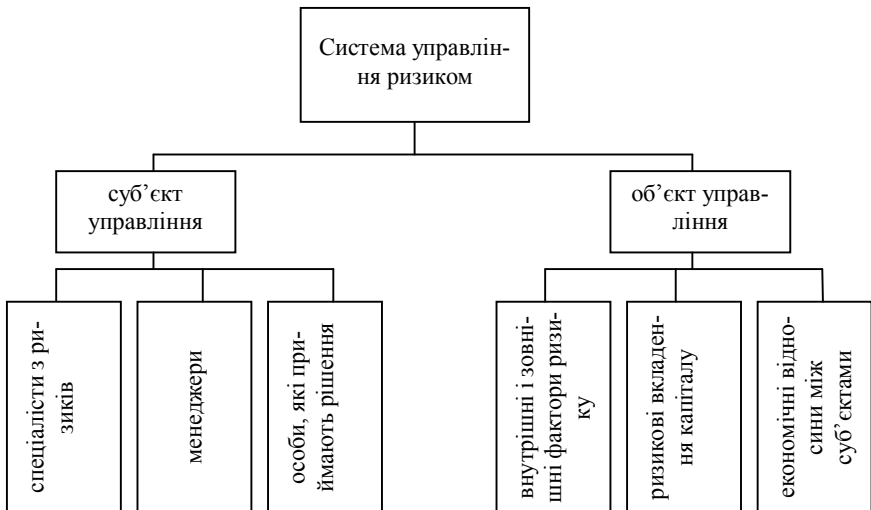 Система управлін-
ня ризиком
суб’єкт
управління
об’єкт управ-
ління
спеціалісти з ри-
зиків
менеджери
особи, які при-
ймають рішення
внутрішні і зовні-
шні фактори ризи-
ку
ризикові вкладен-
ня капіталу
економічні відно-
сини між
суб’єктами